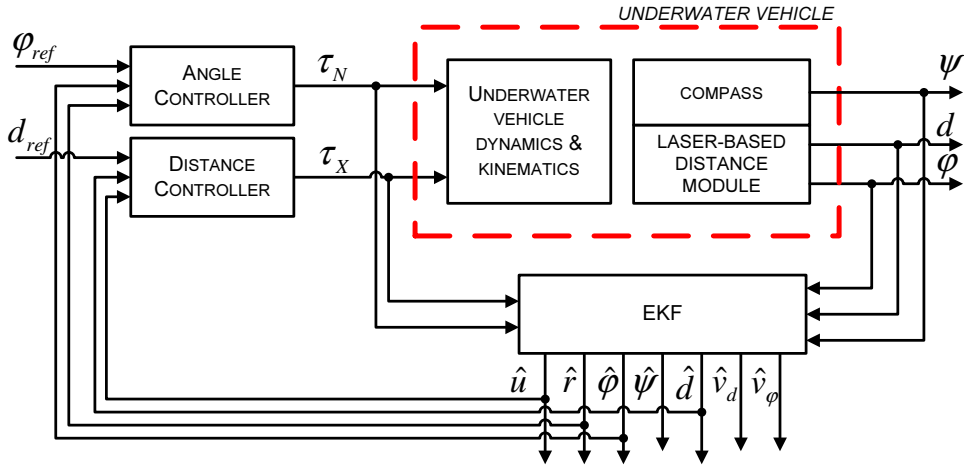 UNDERWATER VEHICLE
φref
ANGLE
CONTROLLER
τN
UNDERWATER
VEHICLE
DYNAMICS &
KINEMATICS
COMPASS
ψ
dref
DISTANCE
CONTROLLER
τX
LASER-BASED
DISTANCE
MODULE
d
φ
EKF
û r̂ φ̂ ψ̂ d̂ v̂d v̂φ